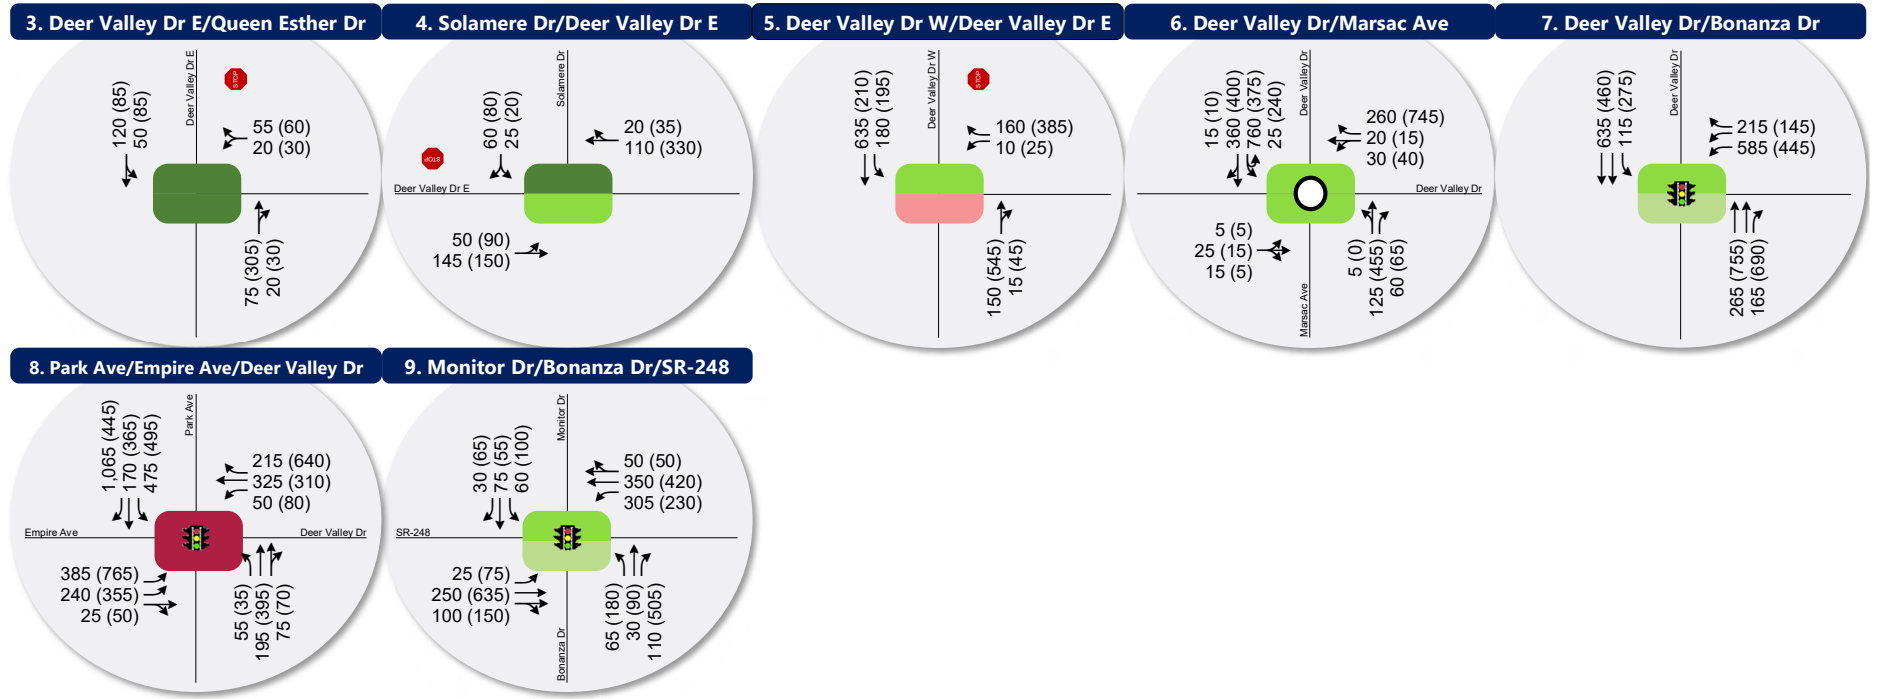 3. Deer Valley Dr E/Queen Esther Dr
120 (85)
50 (85)
Deer Valley Dr E
STOP
55 (60)
20 (30)
75 (305)
20 (30)
4. Solamere Dr/Deer Valley Dr E
60 (80)
25 (20)
Solamere Dr
20 (35)
110 (330)
STOP
Deer Valley Dr E
50 (90)
145 (150)
5. Deer Valley Dr W/Deer Valley Dr E
635 (210)
180 (195)
Deer Valley Dr W
STOP
160 (385)
10 (25)
150 (545)
15 (45)
6. Deer Valley Dr/Marsac Ave
15 (10)
360 (400)
760 (375)
25 (240)
Deer Valley Dr
260 (745)
20 (15)
30 (40)
Deer Valley Dr
5 (5)
25 (15)
15 (5)
Marsac Ave
5 (0)
125 (455)
60 (65)
7. Deer Valley Dr/Bonanza Dr
635 (460)
115 (275)
Deer Valley Dr
215 (145)
585 (445)
265 (755)
165 (690)
8. Park Ave/Empire Ave/Deer Valley Dr
1,065 (445)
170 (365)
475 (495)
Park Ave
215 (640)
325 (310)
50 (80)
Empire Ave
Deer Valley Dr
385 (765)
240 (355)
25 (50)
55 (35)
195 (395)
75 (70)
9. Monitor Dr/Bonanza Dr/SR-248
30 (65)
75 (55)
60 (100)
Monitor Dr
50 (50)
350 (420)
305 (230)
SR-248
25 (75)
250 (635)
100 (150)
Bonanza Dr
65 (180)
30 (90)
110 (505)